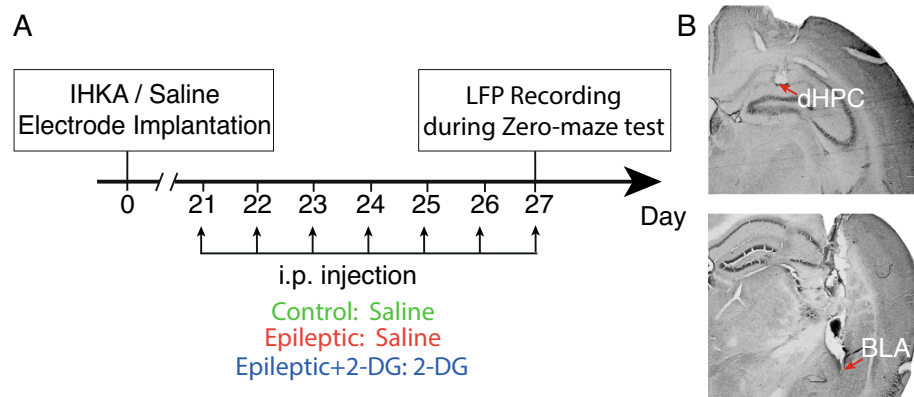 A
B
IHKA / Saline
Electrode Implantation
LFP Recording
during Zero-maze test
dHPC
0
21
22
23
24
25
26
27
Day
i.p. injection
Control: Saline
Epileptic: Saline
Epileptic+2-DG: 2-DG
BLA